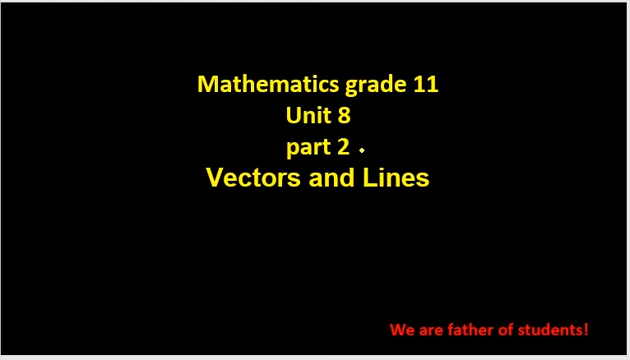 Mathematics grade 11
Unit 8
part 2
Vectors and Lines
We are father of students!